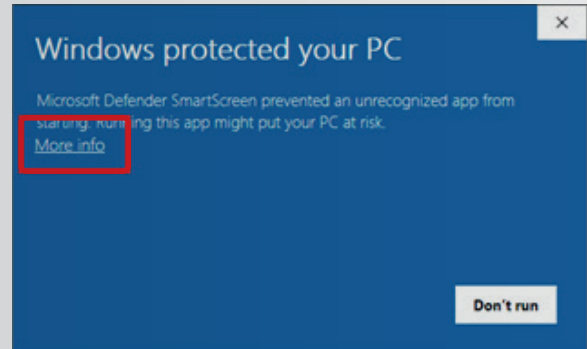 Windows protected your PC
Microsoft Defender SmartScreen prevented an unrecognized app from
starting. Running this app might put your PC at risk.
More info
Don't run